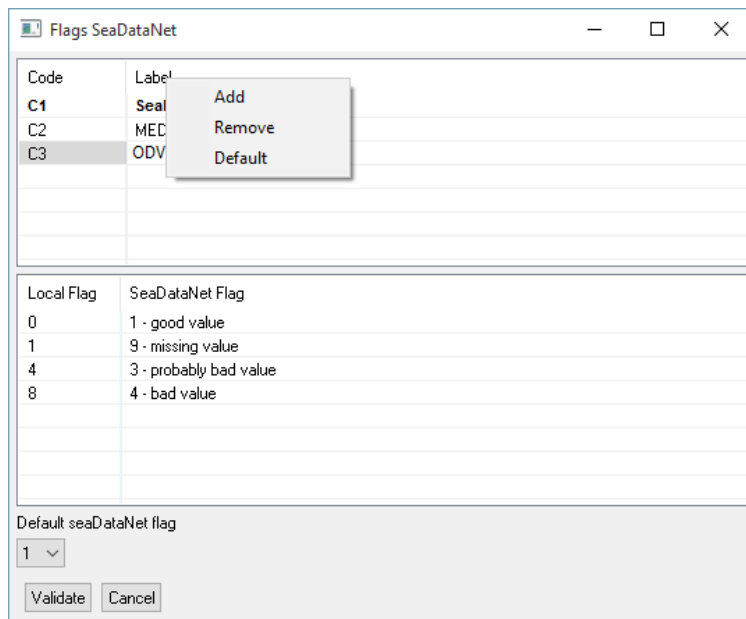 Flags SeaDataNet
Code Label
C1
C2 MED
C3 ODV
Add
Remove
Default
Local Flag SeaDataNet Flag
0 1 - good value
1 9 - missing value
4 3 - probably bad value
8 4 - bad value
Default seaDataNet flag
1
Validate Cancel